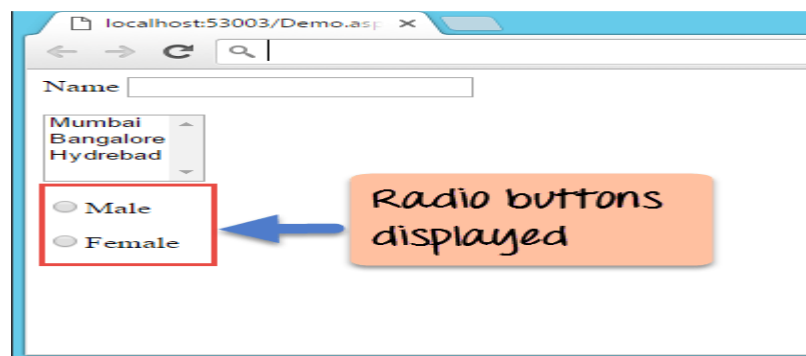 localhost:53003/Demo.asp
Name
Mumbai
Bangalore
Hydrebad
Male
Female
Radio buttons
displayed